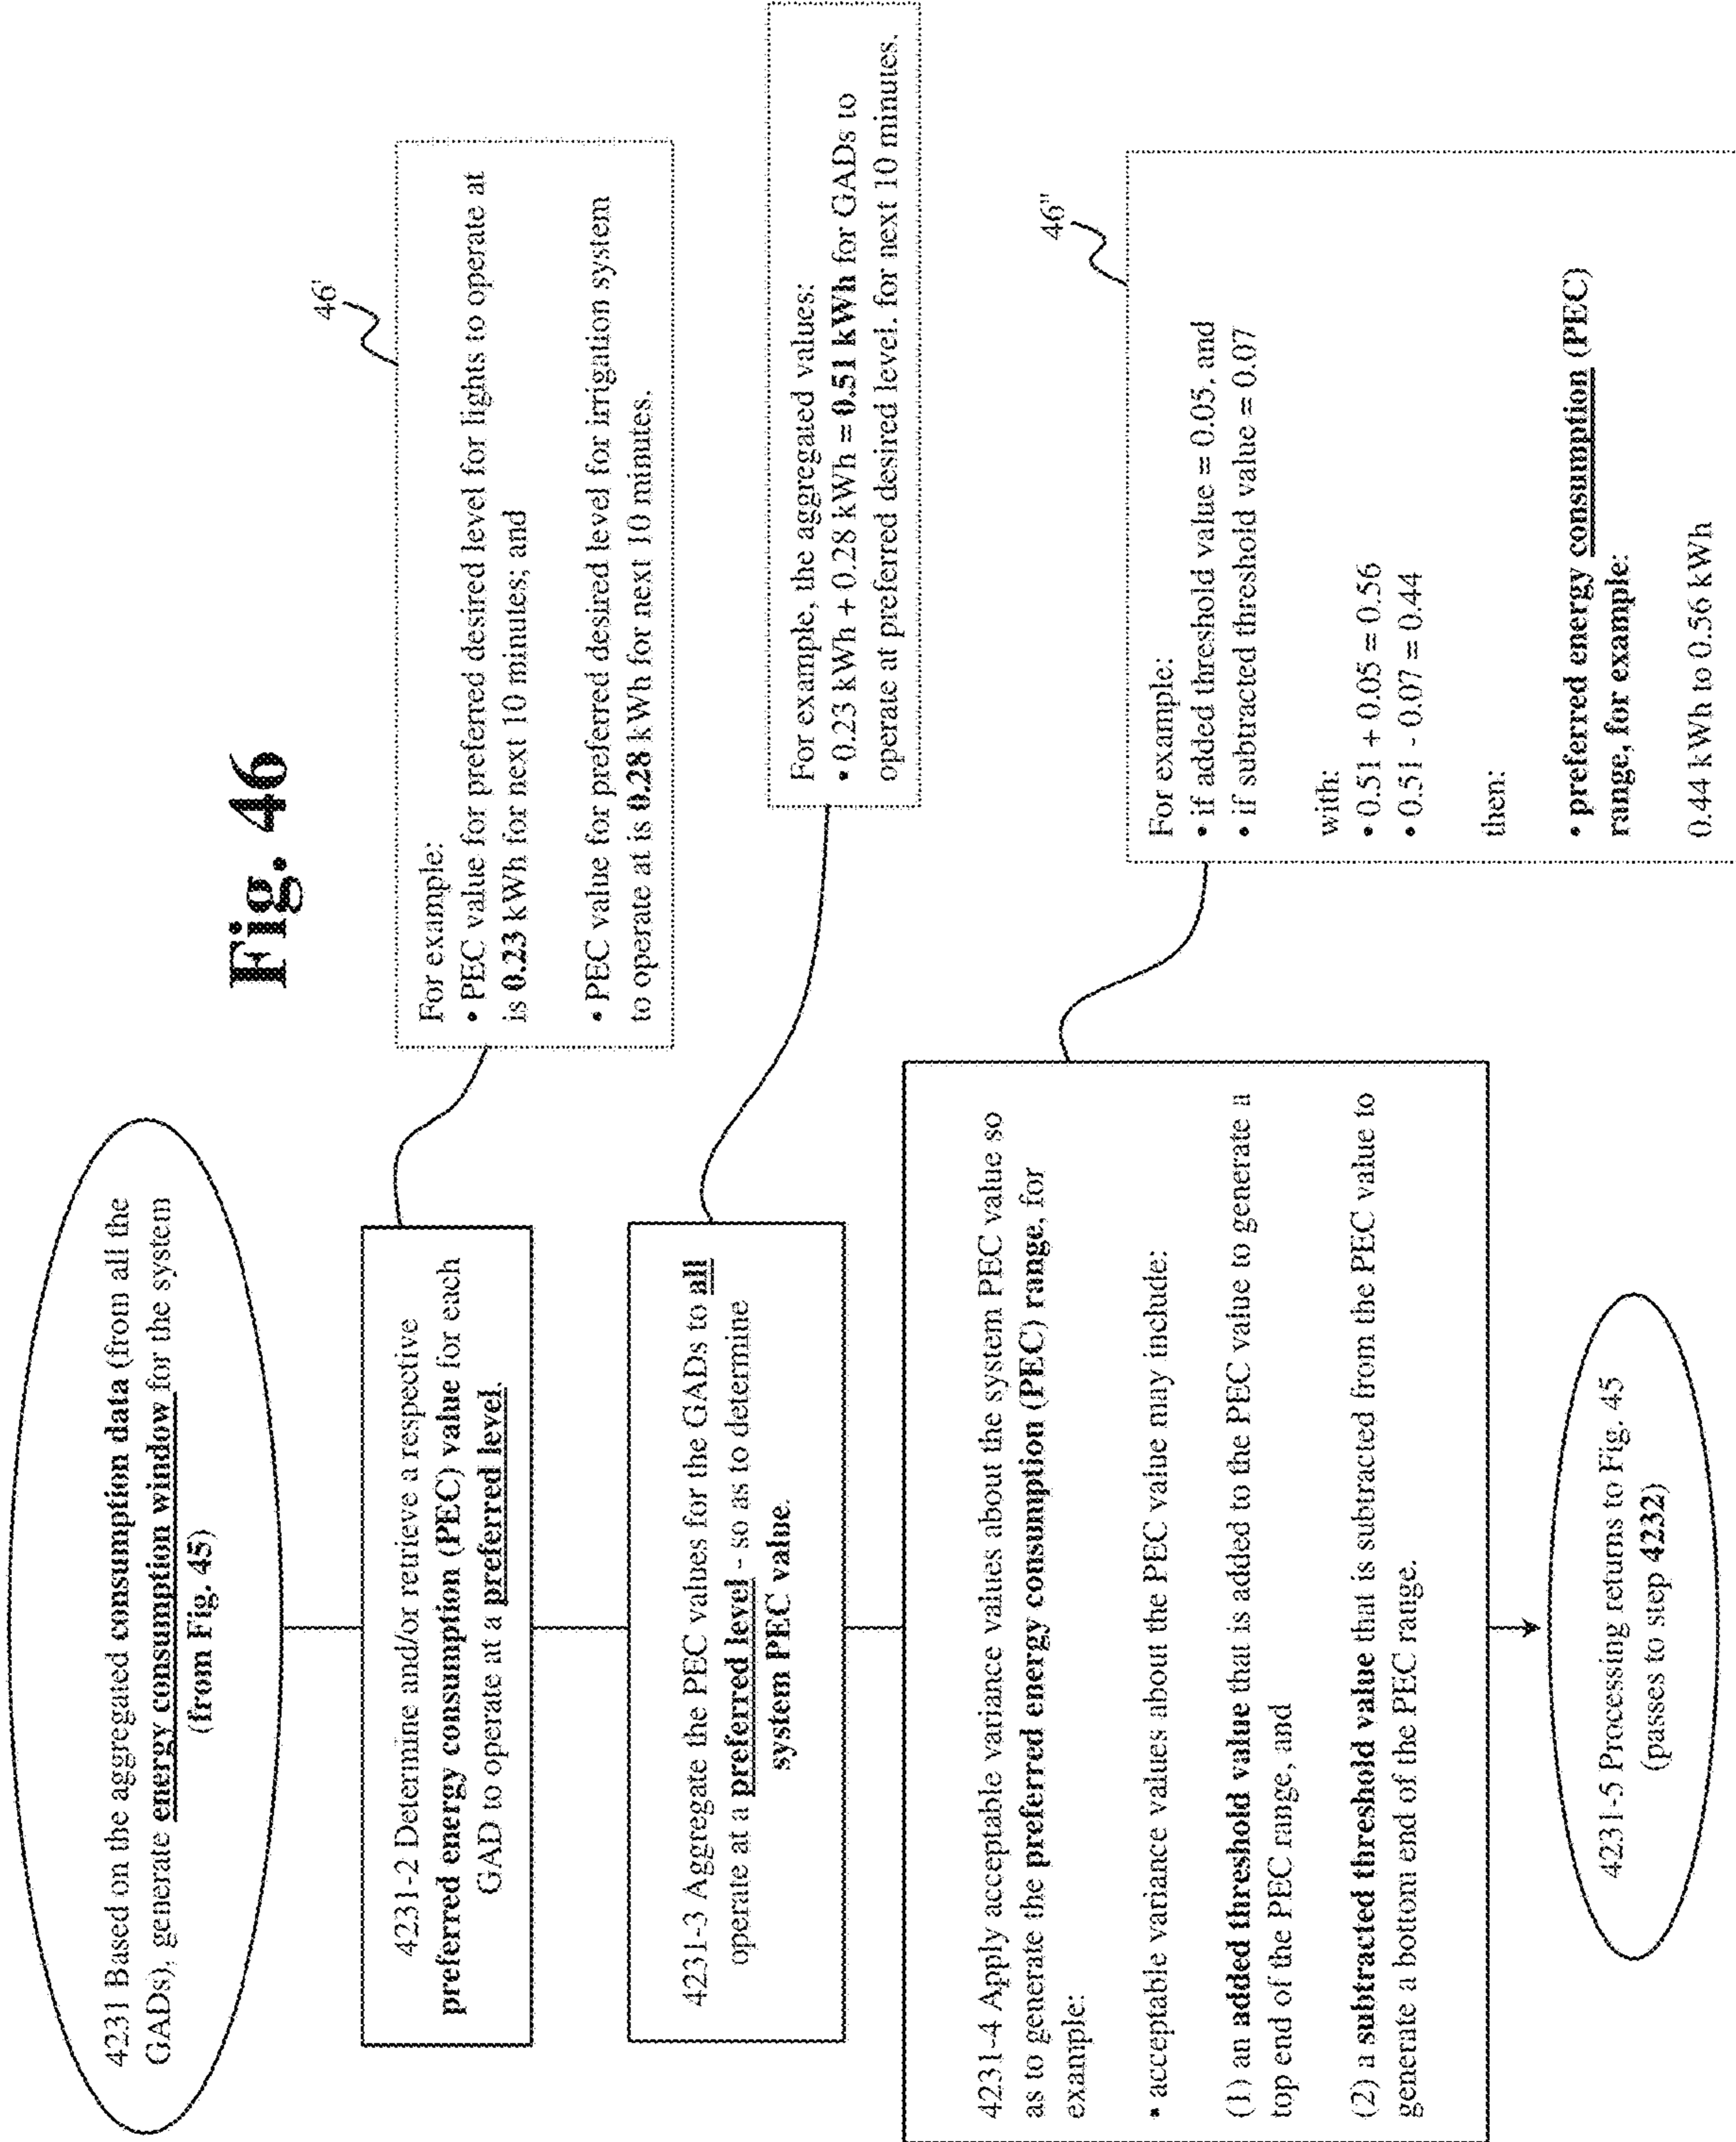 Fig. 46
4231 Based on the aggregated consumption data (from all the
GADs), generate energy consumption window for the system
(from Fig. 45)
4231-2 Determine and/or retrieve a respective
preferred energy consumption (PEC) value for each
GAD to operate at a preferred level.
46'
For example:
• PEC value for preferred desired level for lights to operate at
is 0.23 kWh for next 10 minutes; and
• PEC value for preferred desired level for irrigation system
to operate at is 0.28 kWh for next 10 minutes.
4231-3 Aggregate the PEC values for the GADs to all
operate at a preferred level - so as to determine
system PEC value.
For example, the aggregated values:
• 0.23 kWh + 0.28 kWh = 0.51 kWh for GADs to
operate at preferred desired level, for next 10 minutes.
4231-4 Apply acceptable variance values about the system PEC value so
as to generate the preferred energy consumption (PEC) range, for
example:
• acceptable variance values about the PEC value may include:
(1) an added threshold value that is added to the PEC value to generate a
top end of the PEC range, and
(2) a subtracted threshold value that is subtracted from the PEC value to
generate a bottom end of the PEC range.
46"
For example:
• if added threshold value = 0.05, and
• if subtracted threshold value = 0.07
with:
• 0.51 + 0.05 = 0.56
• 0.51 - 0.07 = 0.44
then:
• preferred energy consumption (PEC)
range, for example:
0.44 kWh to 0.56 kWh
4231-5 Processing returns to Fig. 45
(passes to step 4232)